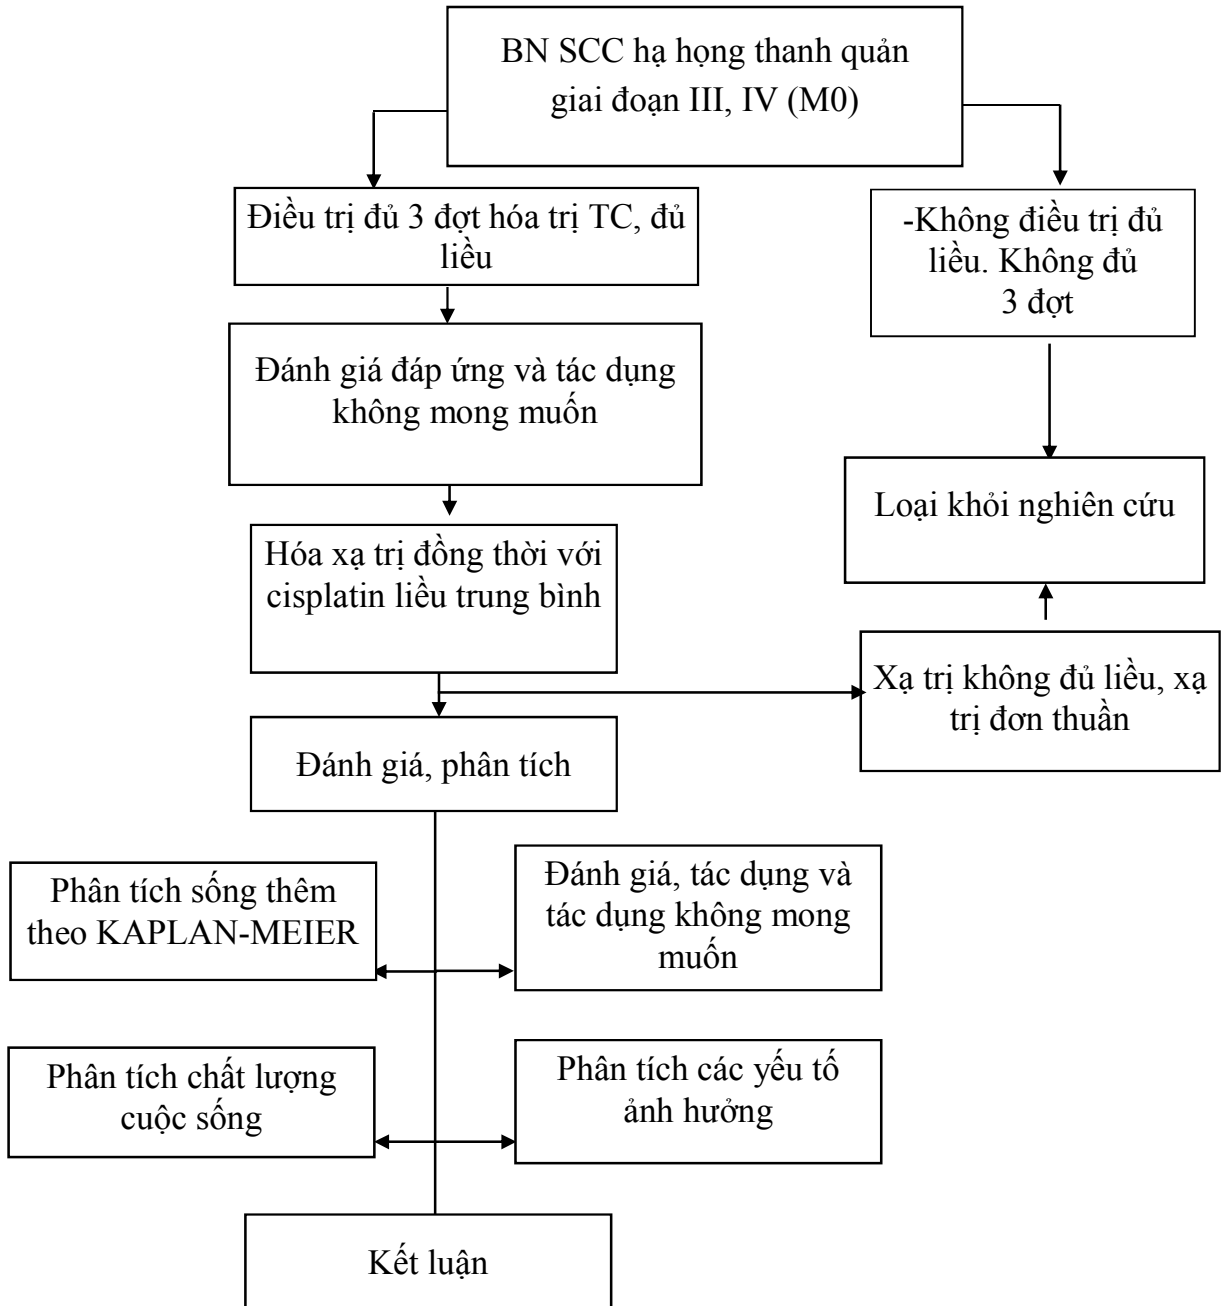 BN SCC hạ họng thanh quản
giai đoạn III, IV (M0)
Điều trị đủ 3 đợt hóa trị TC, đủ
liều
-Không điều trị đủ
liều. Không đủ
3 đợt
Đánh giá đáp ứng và tác dụng
không mong muốn
Loại khỏi nghiên cứu
Hóa xạ trị đồng thời với
cisplatin liều trung bình
Xạ trị không đủ liều, xạ
trị đơn thuần
Đánh giá, phân tích
Phân tích sống thêm
theo KAPLAN-MEIER
Đánh giá, tác dụng và
tác dụng không mong
muốn
Phân tích chất lượng
cuộc sống
Phân tích các yếu tố
ảnh hưởng
Kết luận